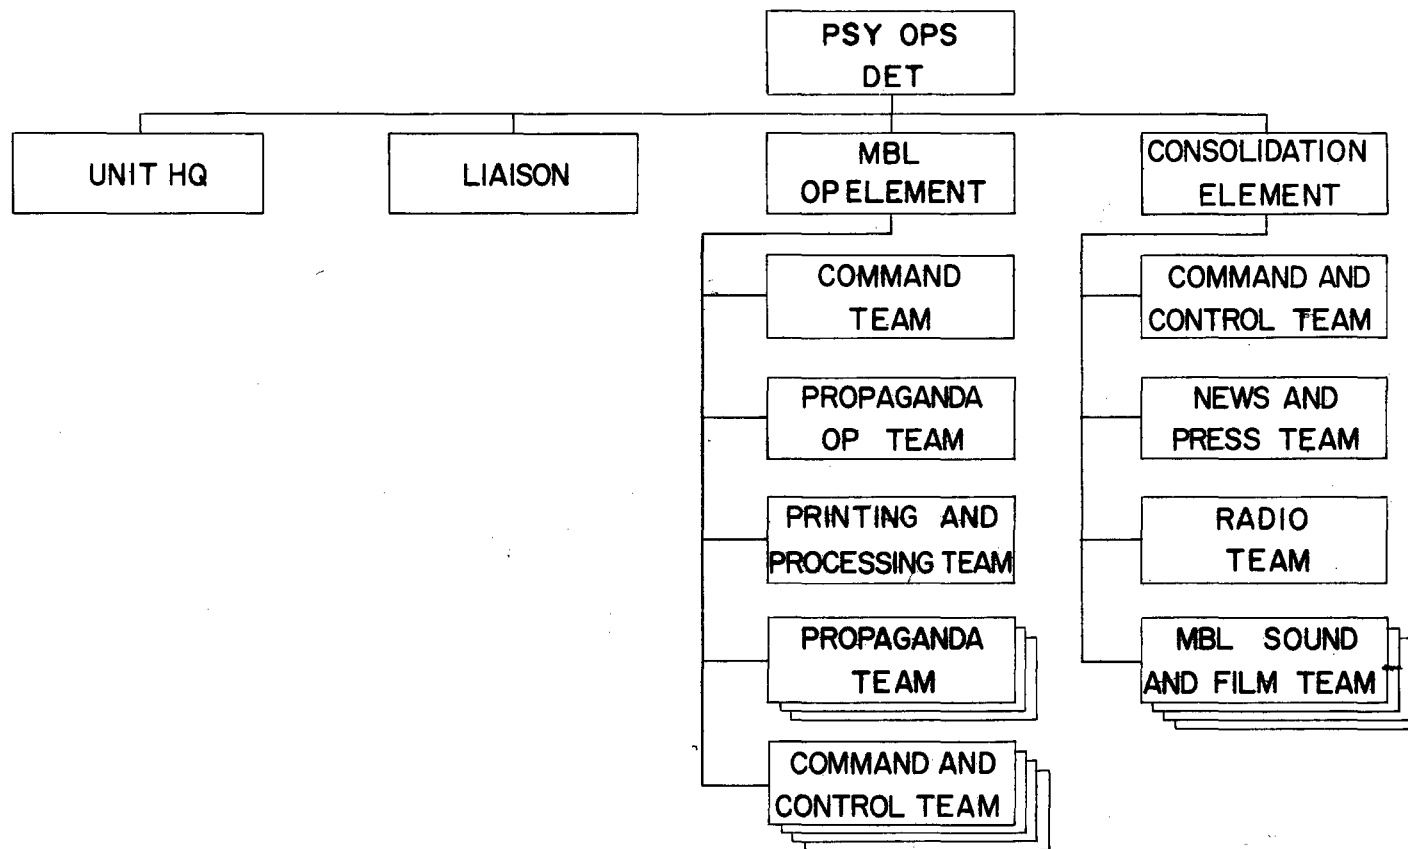 PSY OPS
DET
UNIT HQ
LIAISON
MBL
OP ELEMENT
CONSOLIDATION
ELEMENT
COMMAND
TEAM
PROPAGANDA
OP TEAM
PRINTING AND
PROCESSING TEAM
PROPAGANDA
TEAM
COMMAND AND
CONTROL TEAM
COMMAND AND
CONTROL TEAM
NEWS AND
PRESS TEAM
RADIO
TEAM
MBL SOUND
AND FILM TEAM